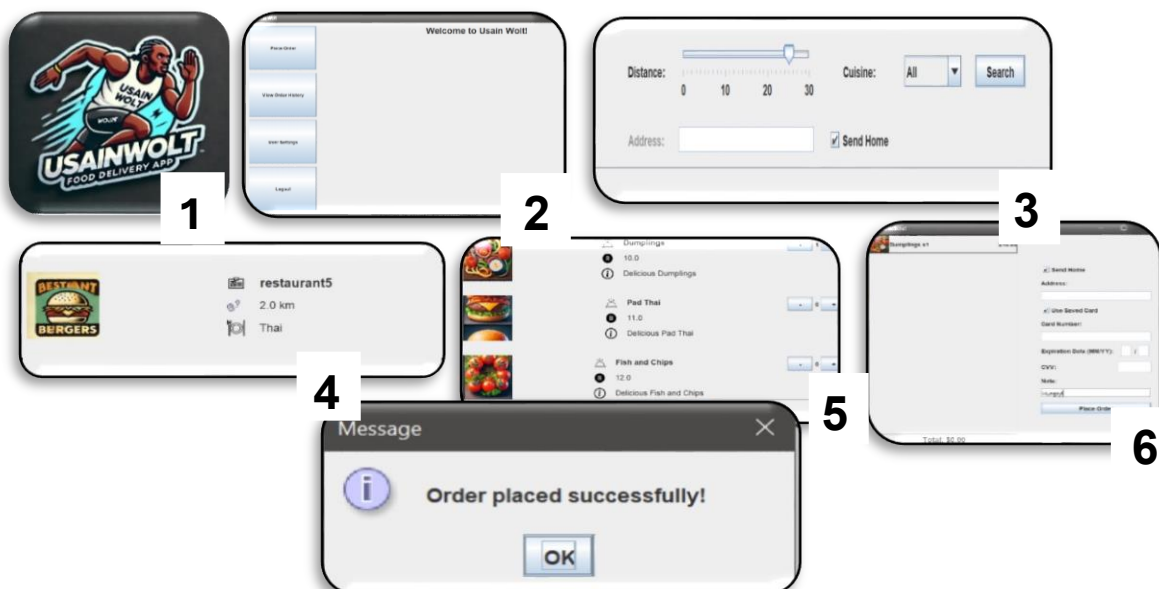 USAIN
WOLT
WOLT
USAINWOLT
FOOD DELIVERY APP
1
Welcome to Usain Wolt!
Place Order
View Order History
User Settings
Logout
2
Distance:
0 10 20 30
Cuisine:
All
Search
Address:
Send Home
3
BURGERS
restaurant5
2.0 km
Thai
4
Dumplings
10.0
Delicious Dumplings
Pad Thai
11.0
Delicious Pad Thai
- 0 +
Fish and Chips
12.0
Delicious Fish and Chips
- 0 +
5
Dumplings x1
Send Home
Address:
Use Saved Card
Card Number:
Expiration Date (MM/YY): /
CVV:
Note:
Place Order
Total: $0.00
6
Message
Order placed successfully!
OK